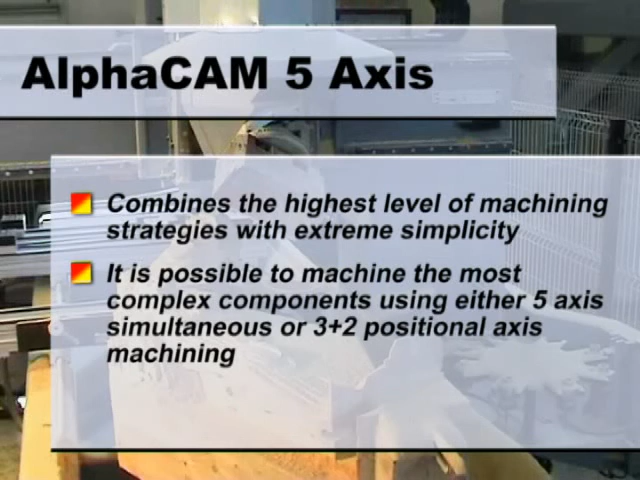 AlphaCAM 5 Axis
Combines the highest level of machining
strategies with extreme simplicity
It is possible to machine the most
complex components using either 5 axis
simultaneous or 3+2 positional axis
machining